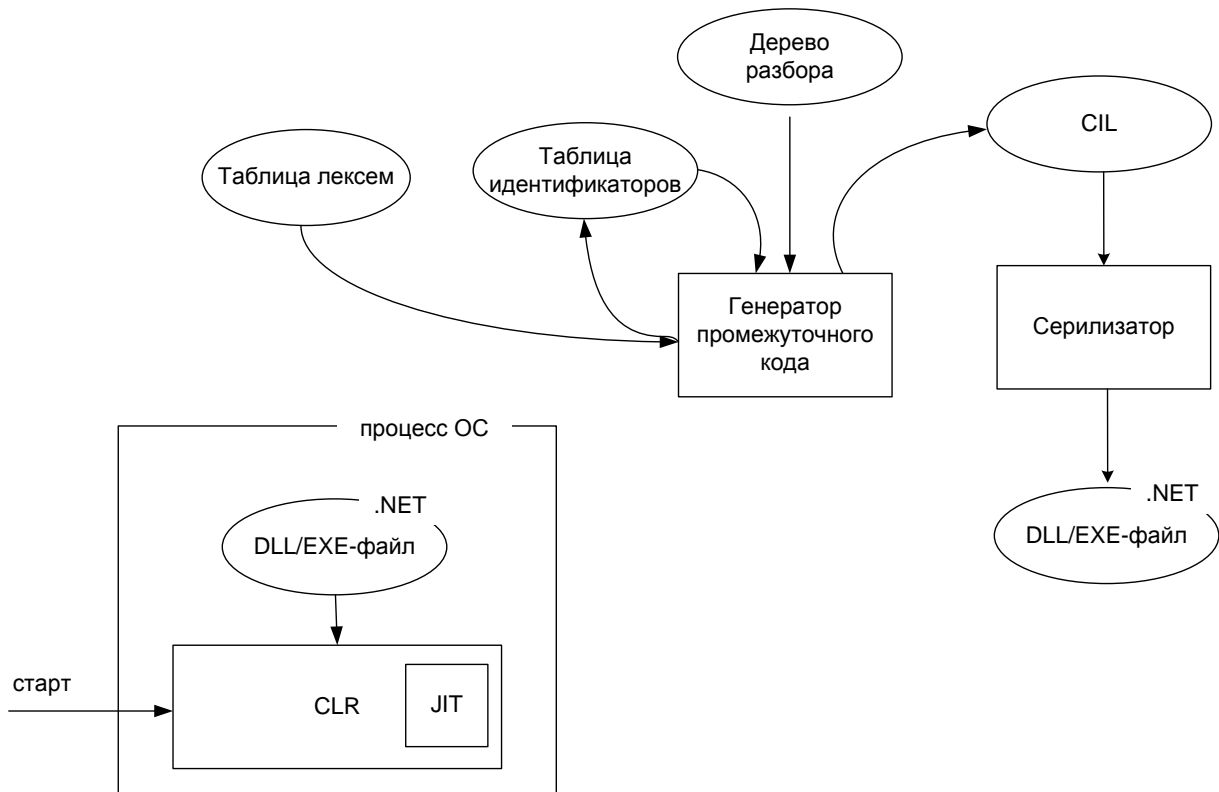 Дерево
разбора
CIL
Таблица
идентификаторов
Таблица лексем
Генератор
промежуточного
кода
Серилизатор
процесс ОС
.NET
DLL/EXE-файл
.NET
DLL/EXE-файл
старт
CLR
JIT